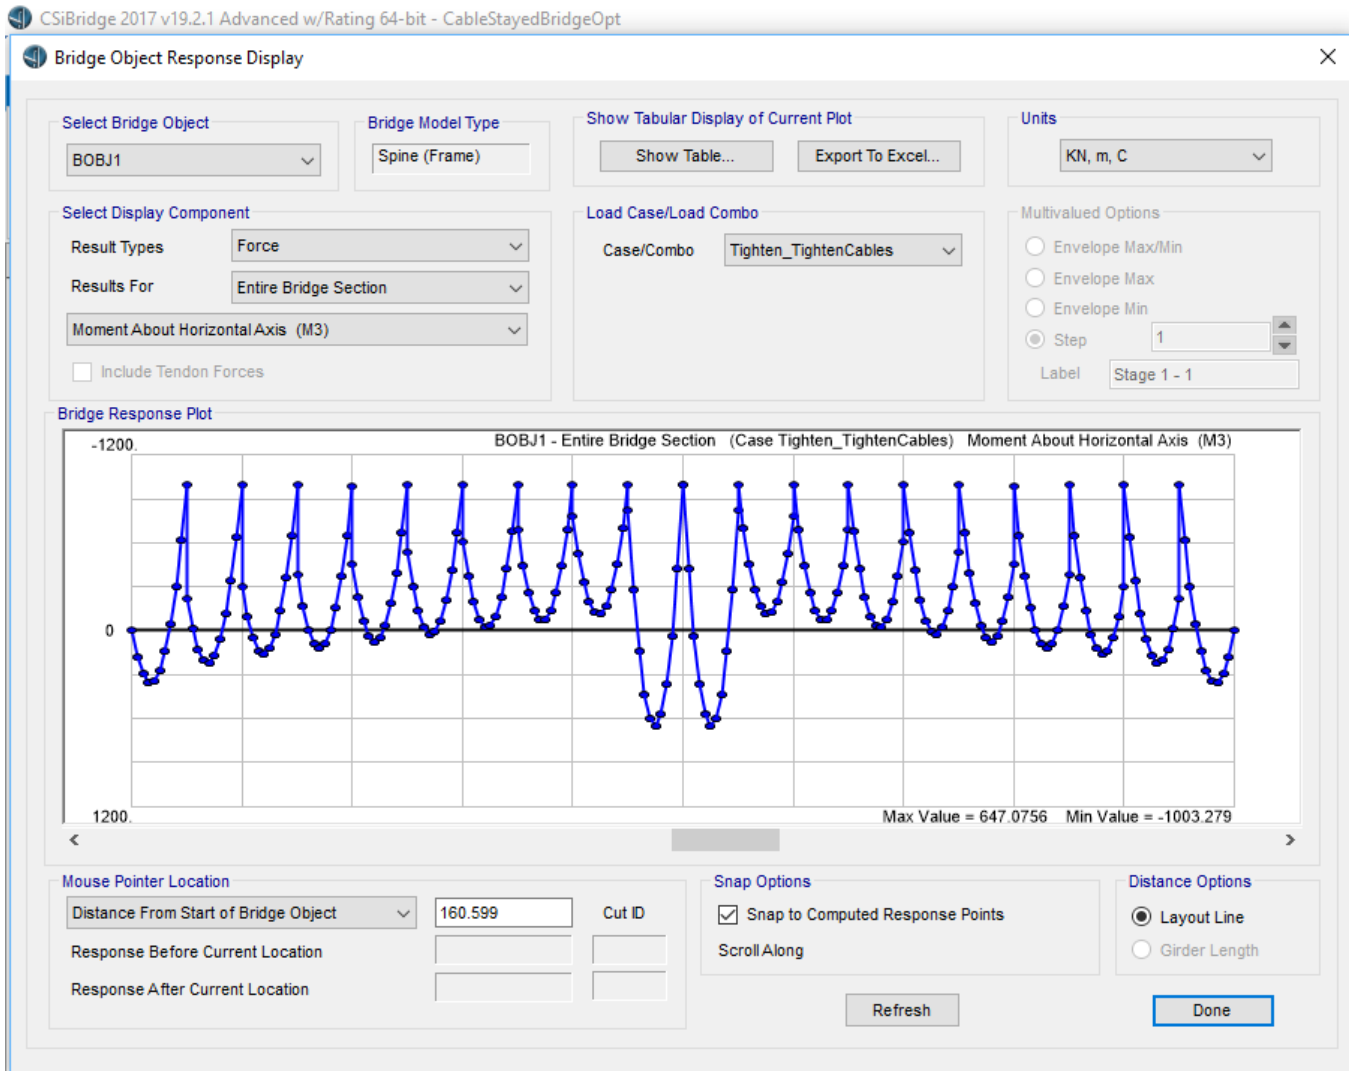 CSiBridge 2017 v19.2.1 Advanced w/Rating 64-bit - CableStayedBridgeOpt
Bridge Object Response Display
Select Bridge Object
BOBJ1
Bridge Model Type
Spine (Frame)
Show Tabular Display of Current Plot
Show Table...
Export To Excel...
Units
KN, m, C
Select Display Component
Result Types
Force
Results For
Entire Bridge Section
Moment About Horizontal Axis (M3)
Include Tendon Forces
Load Case/Load Combo
Case/Combo
Tighten_TightenCables
Multivalued Options
Envelope Max/Min
Envelope Max
Envelope Min
Step
1
Label
Stage 1 - 1
Bridge Response Plot
-1200.
BOBJ1 - Entire Bridge Section (Case Tighten_TightenCables) Moment About Horizontal Axis (M3)
0
1200.
Max Value = 647.0756 Min Value = -1003.279
Mouse Pointer Location
Distance From Start of Bridge Object
160.599
Cut ID
Response Before Current Location
Response After Current Location
Snap Options
Snap to Computed Response Points
Scroll Along
Distance Options
Layout Line
Girder Length
Refresh
Done